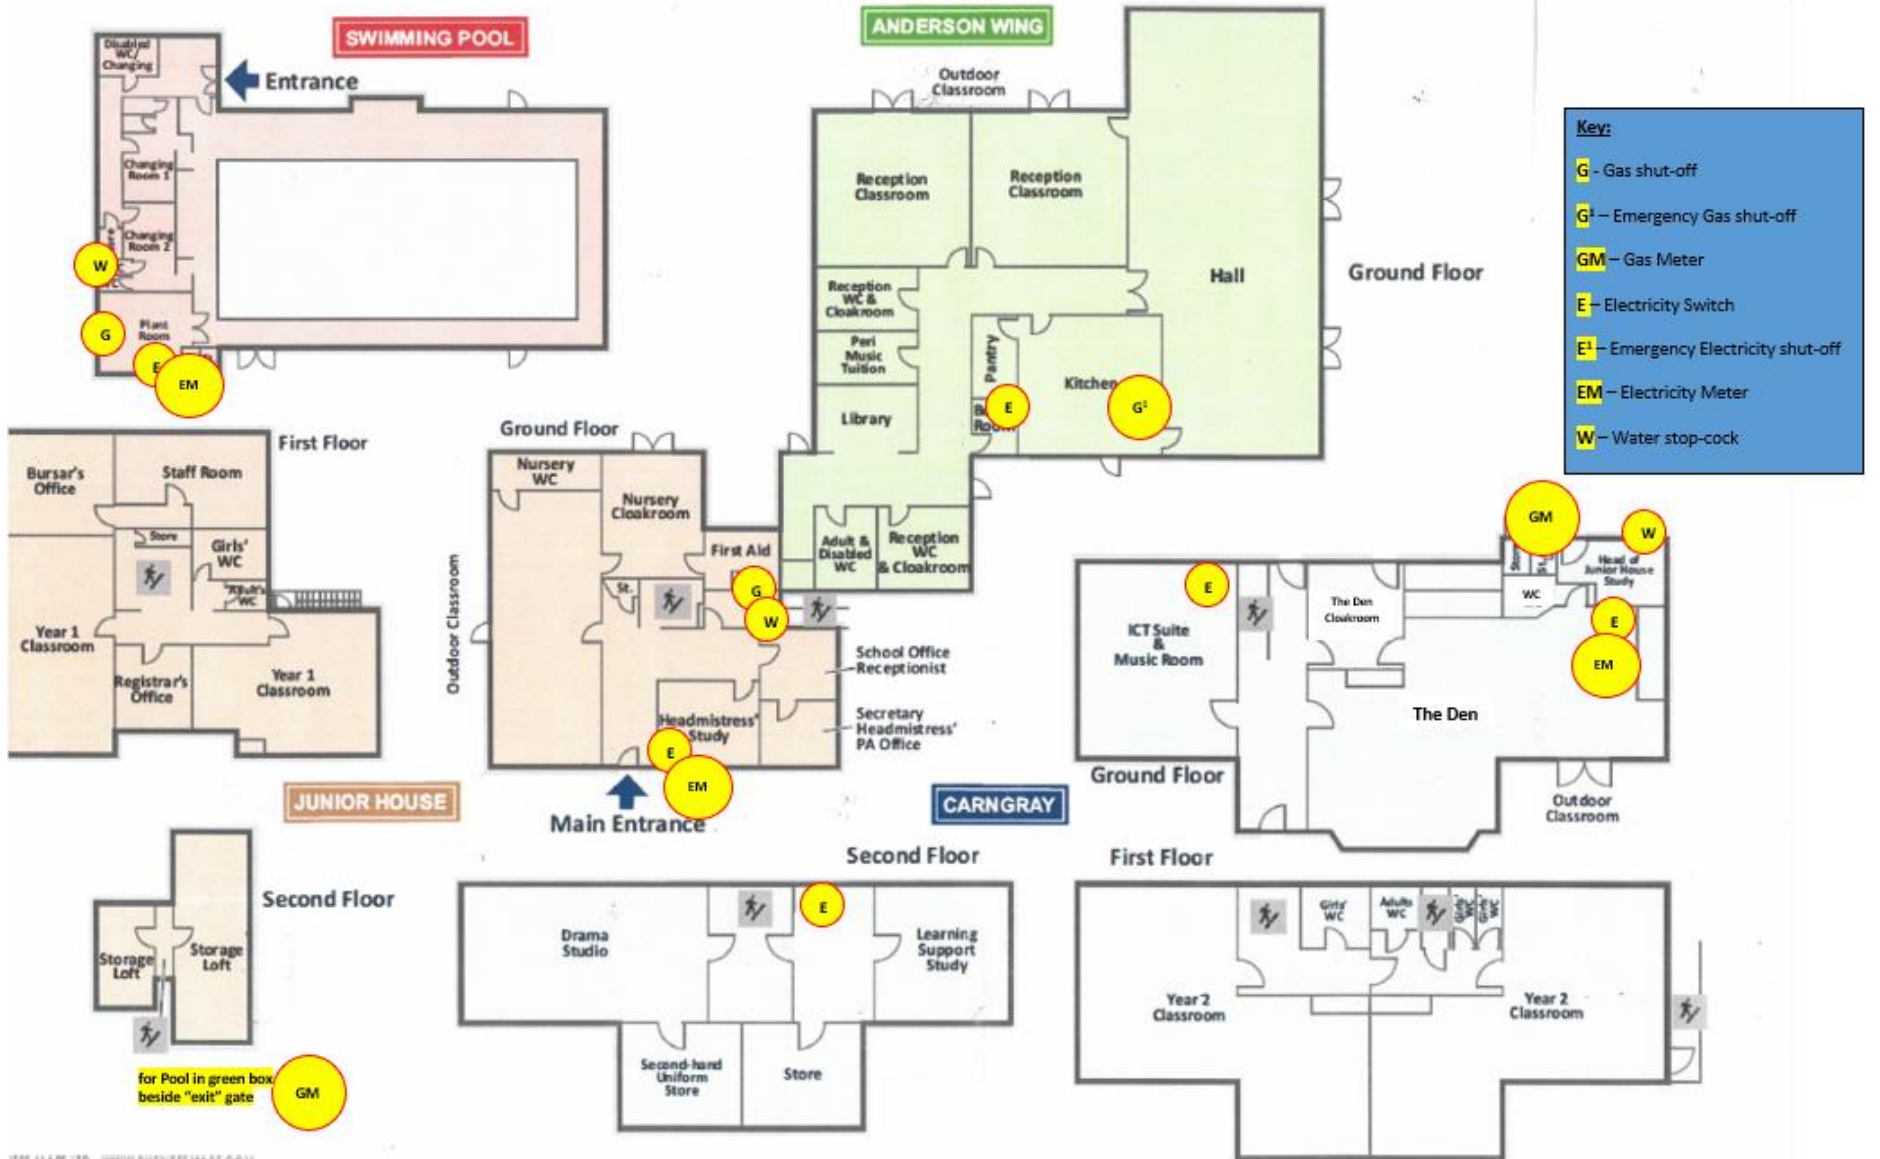 SWIMMING POOL
Disabled
WC/
Changing
Entrance
Changing
Room 1
Changing
Room 2
W
G
Plant
Room
E
EM
ANDERSON WING
Outdoor
Classroom
Reception
Classroom
Reception
Classroom
Hall
Ground Floor
Reception
WC &
Cloakroom
Peri
Music
Tuition
Library
Pantry
Kitchen
E
G¹
Room
Adult &
Disabled
WC
Reception
WC
& Cloakroom
Key:
G - Gas shut-off
G¹ – Emergency Gas shut-off
GM – Gas Meter
E – Electricity Switch
E¹ – Emergency Electricity shut-off
EM – Electricity Meter
W – Water stop-cock
First Floor
Bursar's
Office
Staff Room
Store
Girls'
WC
Adult's
WC
Year 1
Classroom
Registrar's
Office
Year 1
Classroom
JUNIOR HOUSE
Ground Floor
Nursery
WC
Nursery
Cloakroom
First Aid
St.
G
W
Outdoor Classroom
School Office
Receptionist
Secretary
Headmistress'
PA Office
Headmistress'
Study
E
EM
Main Entrance
CARNGRAY
GM
W
E
St.
Head of
Junior House
Study
WC
The Den
Cloakroom
ICT Suite
&
Music Room
E
EM
The Den
Ground Floor
Outdoor
Classroom
Second Floor
Storage
Loft
Storage
Loft
for Pool in green box
beside "exit" gate
GM
Second Floor
Drama
Studio
E
Learning
Support
Study
Second-hand
Uniform
Store
Store
First Floor
Girls'
WC
Adults
WC
Girls'
WC
Girls'
WC
Year 2
Classroom
Year 2
Classroom